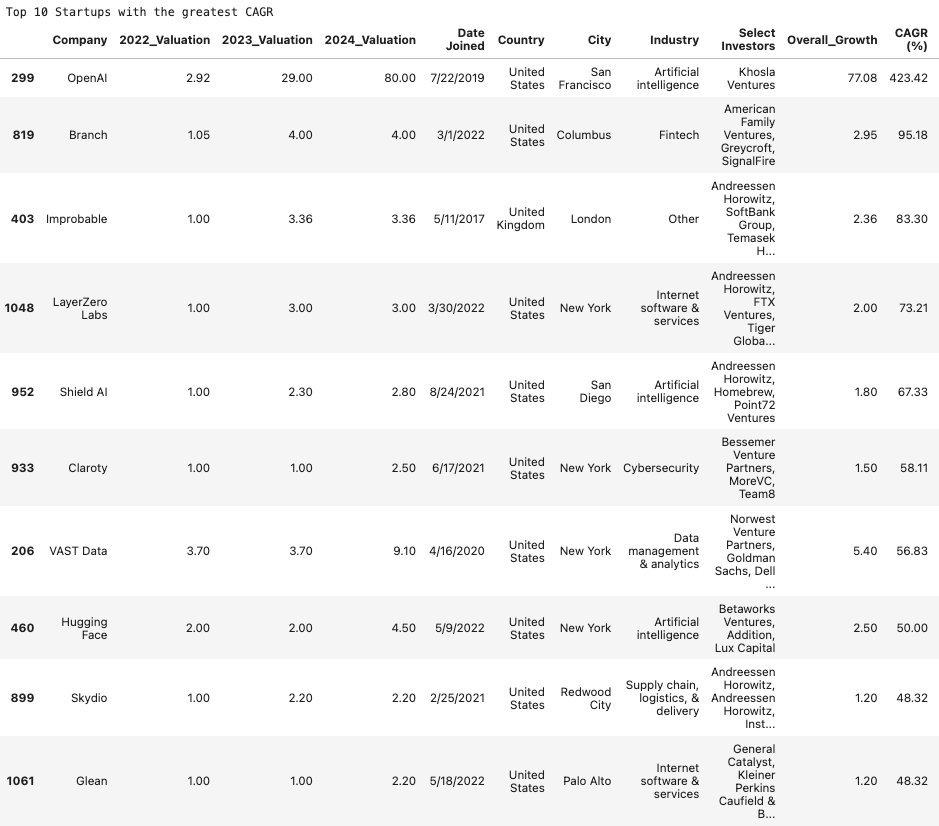 Top 10 Startups with the greatest CAGR
Company 2022_Valuation 2023_Valuation 2024_Valuation Date Joined Country City Industry Select Investors Overall_Growth CAGR (%)
299 OpenAI 2.92 29.00 80.00 7/22/2019 United States San Francisco Artificial intelligence Khosla Ventures 77.08 423.42
819 Branch 1.05 4.00 4.00 3/1/2022 United States Columbus Fintech American Family Ventures, Greycroft, SignalFire 2.95 95.18
403 Improbable 1.00 3.36 3.36 5/11/2017 United Kingdom London Other Andreessen Horowitz, SoftBank Group, Temasek H... 2.36 83.30
1048 LayerZero Labs 1.00 3.00 3.00 3/30/2022 United States New York Internet software & services Andreessen Horowitz, FTX Ventures, Tiger Globa... 2.00 73.21
952 Shield AI 1.00 2.30 2.80 8/24/2021 United States San Diego Artificial intelligence Andreessen Horowitz, Homebrew, Point72 Ventures 1.80 67.33
933 Claroty 1.00 1.00 2.50 6/17/2021 United States New York Cybersecurity Bessemer Venture Partners, MoreVC, Team8 1.50 58.11
206 VAST Data 3.70 3.70 9.10 4/16/2020 United States New York Data management & analytics Norwest Venture Partners, Goldman Sachs, Dell ... 5.40 56.83
460 Hugging Face 2.00 2.00 4.50 5/9/2022 United States New York Artificial intelligence Betaworks Ventures, Addition, Lux Capital 2.50 50.00
899 Skydio 1.00 2.20 2.20 2/25/2021 United States Redwood City Supply chain, logistics, & delivery Andreessen Horowitz, Andreessen Horowitz, Inst... 1.20 48.32
1061 Glean 1.00 1.00 2.20 5/18/2022 United States Palo Alto Internet software & services General Catalyst, Kleiner Perkins Caufield & B... 1.20 48.32